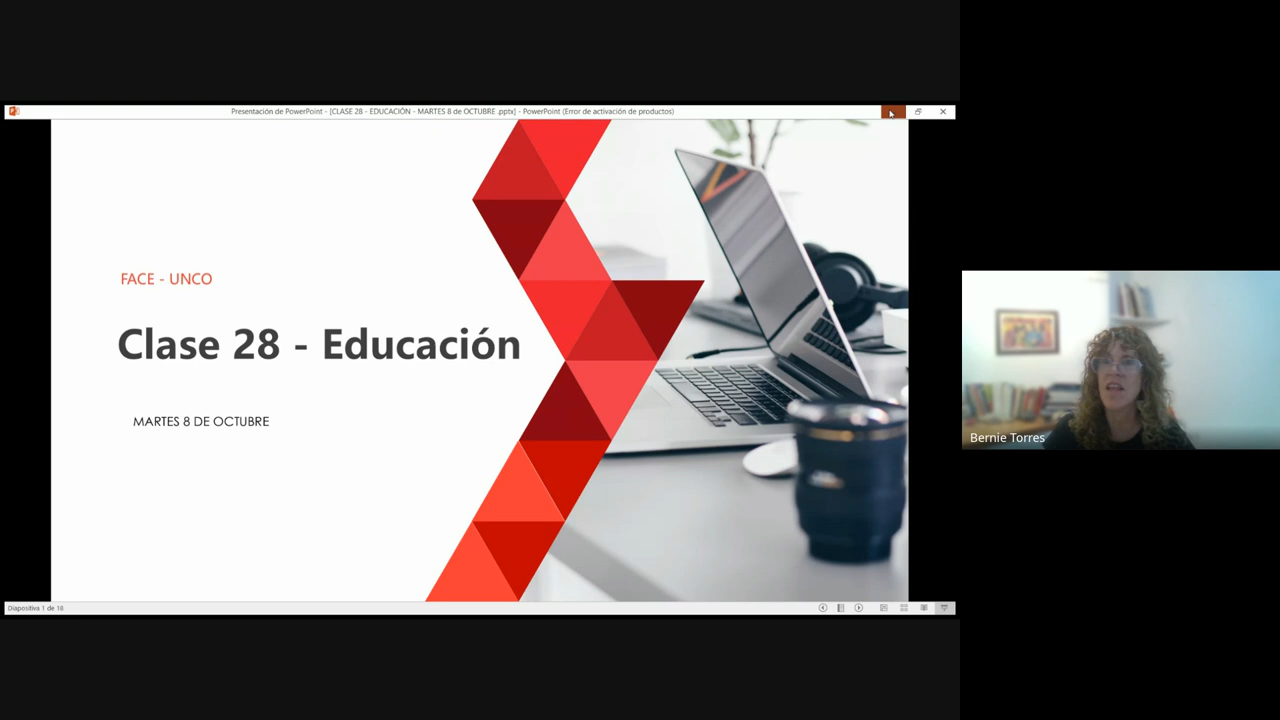 Presentación de PowerPoint - [CLASE 28 - EDUCACIÓN - MARTES 8 de OCTUBRE .pptx] - PowerPoint (Error de activación de productos)
FACE - UNCO
Clase 28 - Educación
MARTES 8 DE OCTUBRE
Bernie Torres
Diapositiva 1 de 18